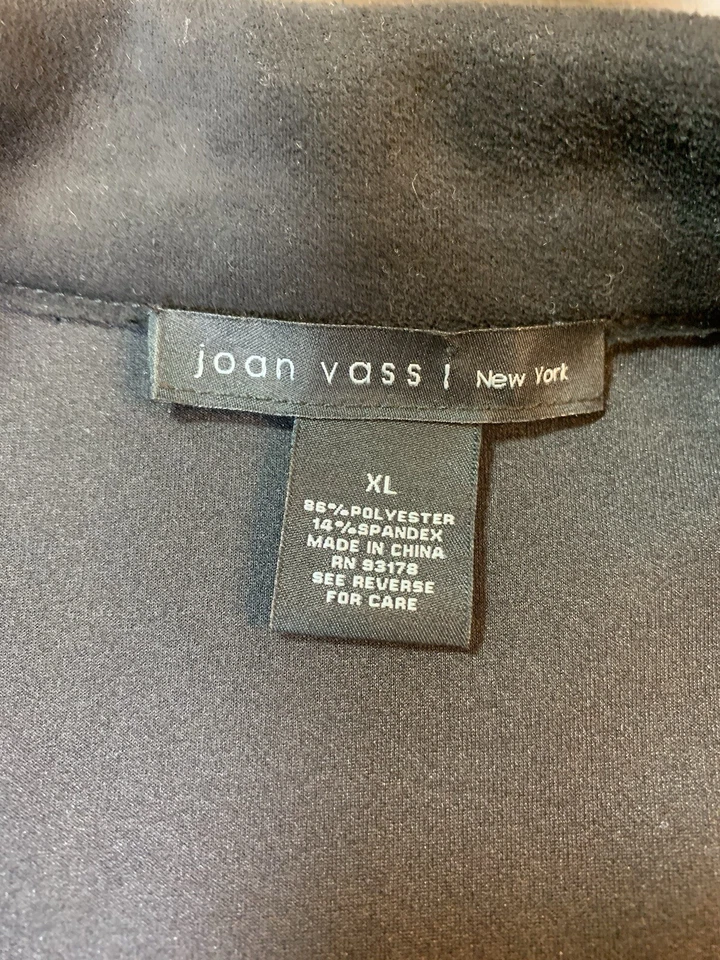 joan vass | New York
XL
86%POLYESTER
14%SPANDEX
MADE IN CHINA
RN 93178
SEE REVERSE
FOR CARE